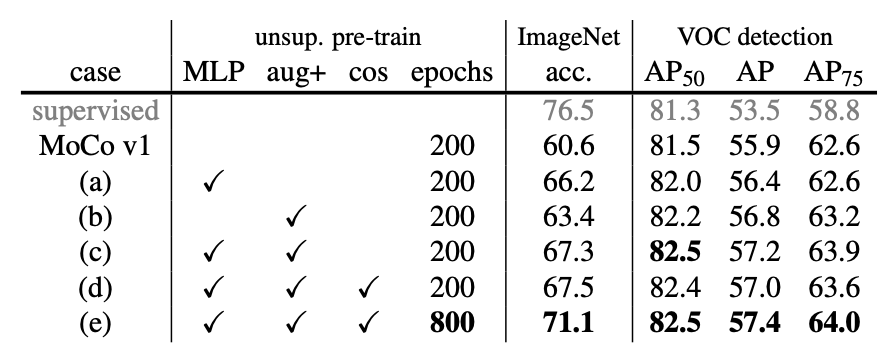 unsup. pre-train ImageNet VOC detection
case MLP aug+ cos epochs acc. AP50 AP AP75
supervised 76.5 81.3 53.5 58.8
MoCo v1 200 60.6 81.5 55.9 62.6
(a) ✓ 200 66.2 82.0 56.4 62.6
(b) ✓ 200 63.4 82.2 56.8 63.2
(c) ✓ ✓ 200 67.3 82.5 57.2 63.9
(d) ✓ ✓ ✓ 200 67.5 82.4 57.0 63.6
(e) ✓ ✓ ✓ 800 71.1 82.5 57.4 64.0